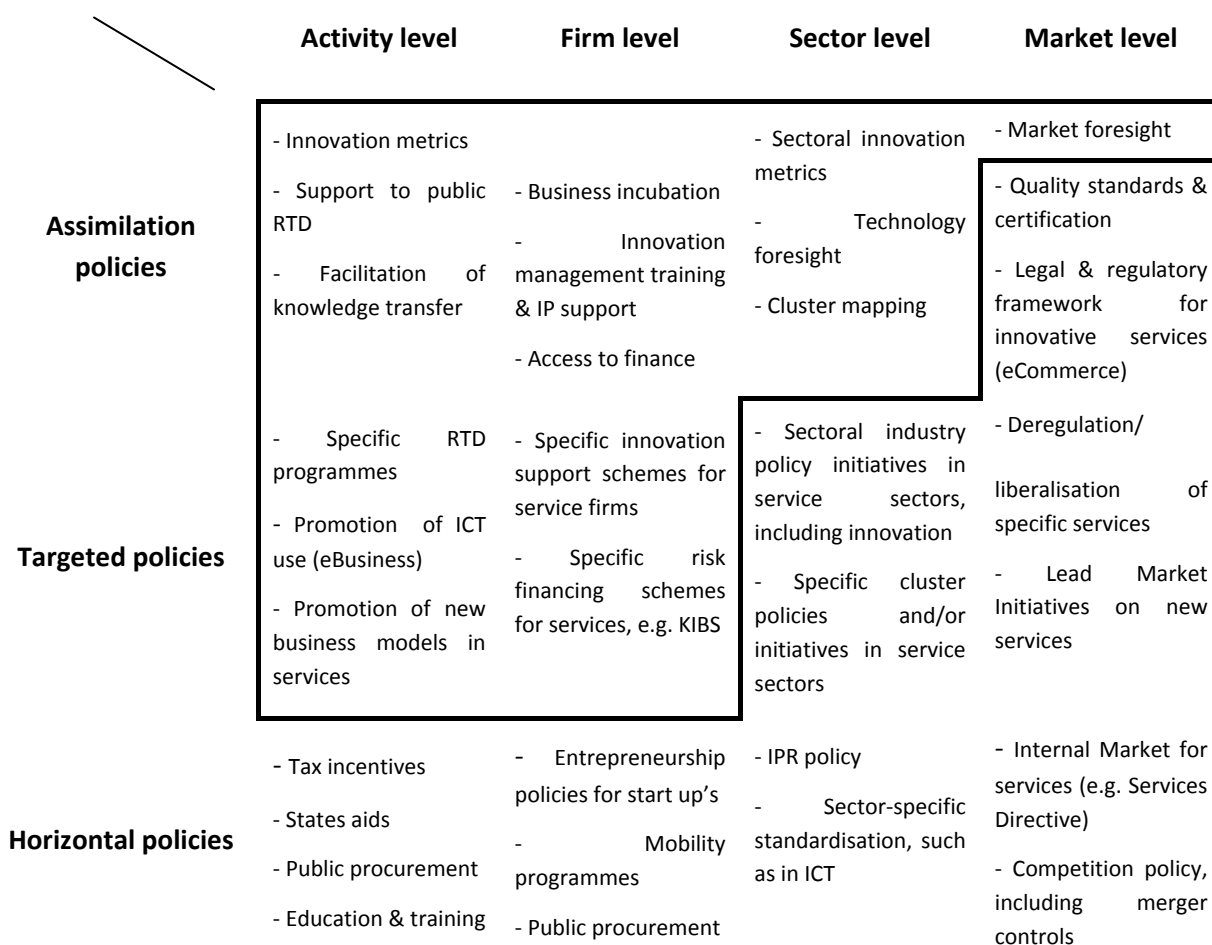 Activity level
Firm level
Sector level
Market level
Assimilation
policies
- Innovation metrics
- Support to public
RTD
- Facilitation of
knowledge transfer
- Business incubation
- Innovation
management training
& IP support
- Access to finance
- Sectoral innovation
metrics
- Technology
foresight
- Cluster mapping
- Market foresight
- Quality standards &
certification
- Legal & regulatory
framework for
innovative services
(eCommerce)
Targeted policies
- Specific RTD
programmes
- Promotion of ICT
use (eBusiness)
- Promotion of new
business models in
services
- Specific innovation
support schemes for
service firms
- Specific risk
financing schemes
for services, e.g. KIBS
- Sectoral industry
policy initiatives in
service sectors,
including innovation
- Specific cluster
policies and/or
initiatives in service
sectors
- Deregulation/
liberalisation of
specific services
- Lead Market
Initiatives on new
services
Horizontal policies
- Tax incentives
- States aids
- Public procurement
- Education & training
- Entrepreneurship
policies for start up's
- Mobility
programmes
- Public procurement
- IPR policy
- Sector-specific
standardisation, such
as in ICT
- Internal Market for
services (e.g. Services
Directive)
- Competition policy,
including merger
controls